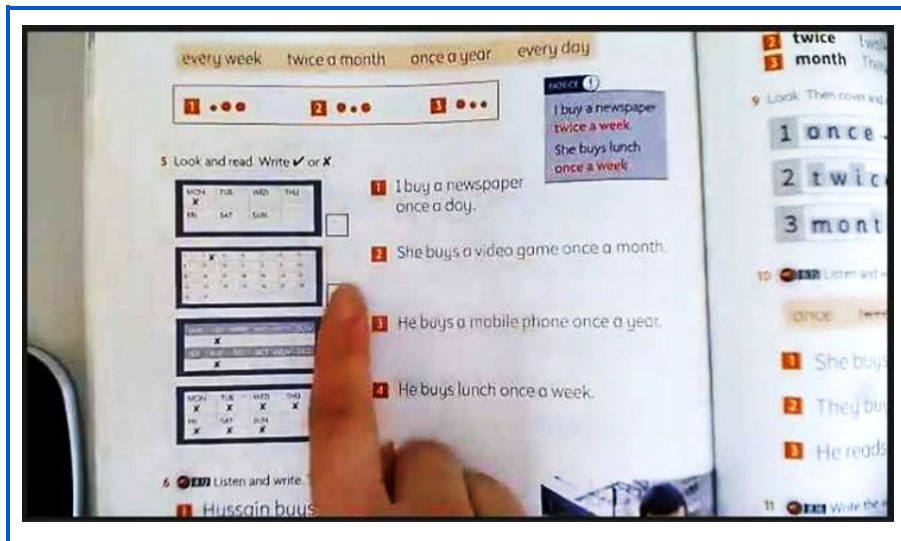 every week twice a month once a year every day
1 2 3
NOTICE !
I buy a newspaper
twice a week.
She buys lunch
once a week
5 Look and read. Write ✔ or ✘
MON TUE WED THU
X
FRI SAT SUN
1 I buy a newspaper
once a day.
X
2 She buys a video game once a month.
X
X
3 He buys a mobile phone once a year.
MON TUE WED THU
X X X X
FRI SAT SUN
X X X
4 He buys lunch once a week.
6 Listen and write.
1 Hussain buys
2 twice
3 month
9 Look. Then cover and
1 once
2 twic
3 mont
10 Listen and
once
1 She buys
2 They buy
3 He reads
11 Write the